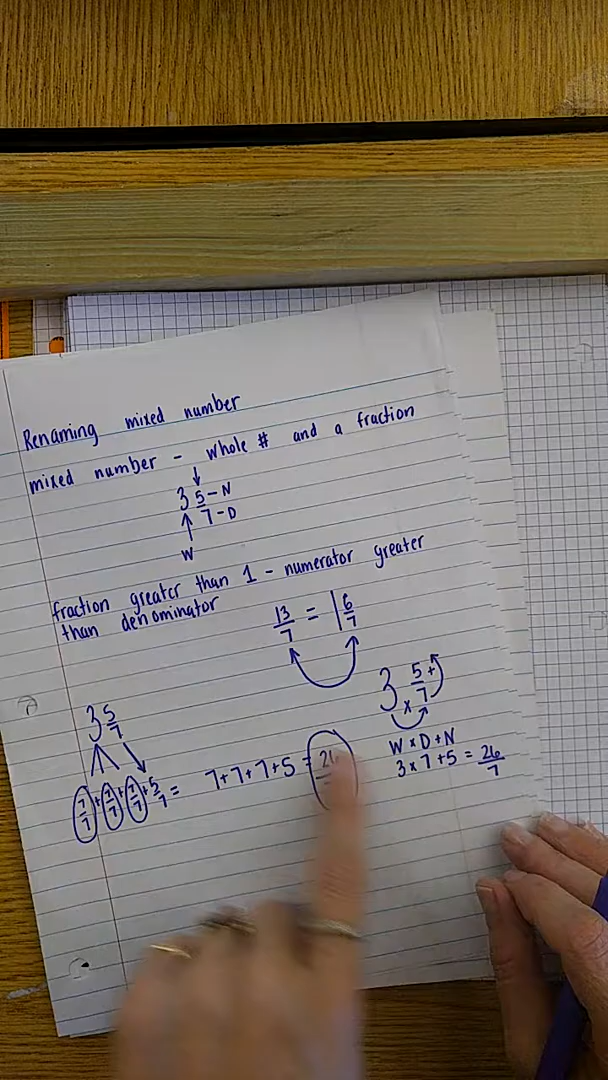 Renaming mixed number
mixed number - whole # and a fraction
3 5/7 - N
- D
W
fraction greater than 1 - numerator greater
than denominator
13/7 = 1 6/7
3 5/7 +
x
3 5/7
7/7 + 7/7 + 7/7 + 5/7 =
7+7+7+5 = 26
W x D + N
3 x 7 + 5 = 26/7